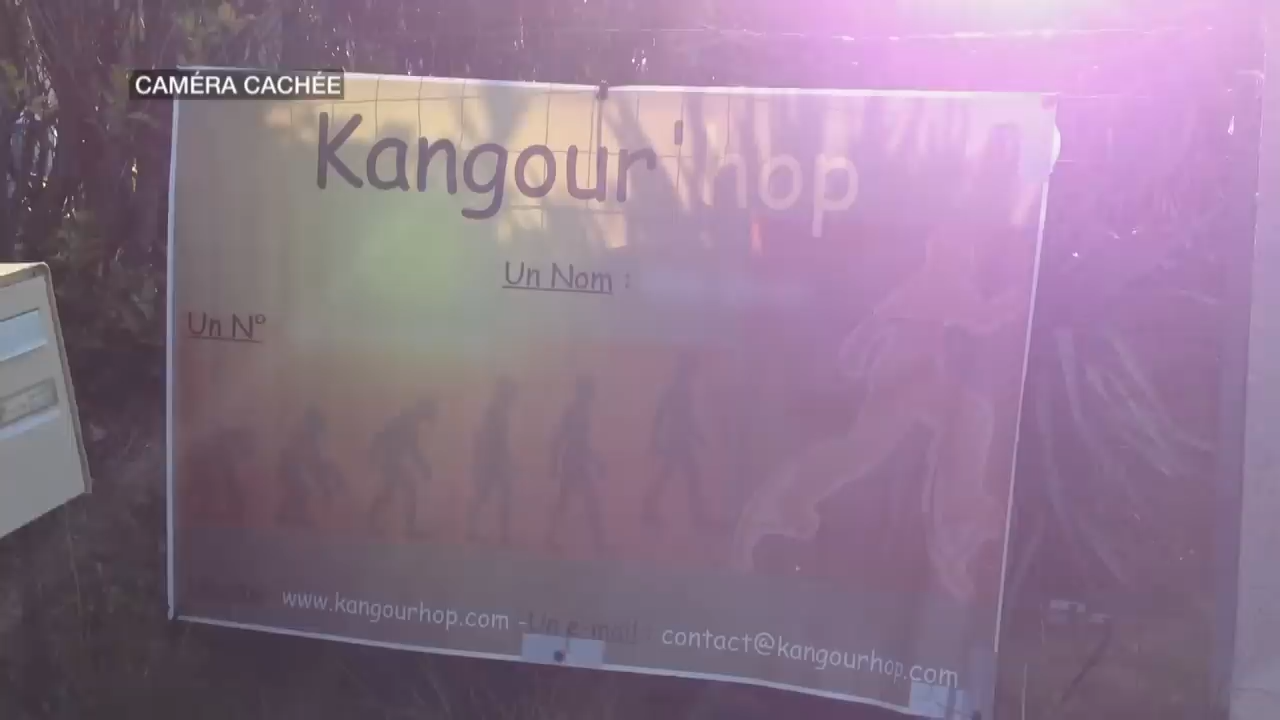 CAMÉRA CACHÉE
Kangour hop
Un Nom :
Un N°
www.kangourhop.com - Un e-mail : contact@kangourhop.com